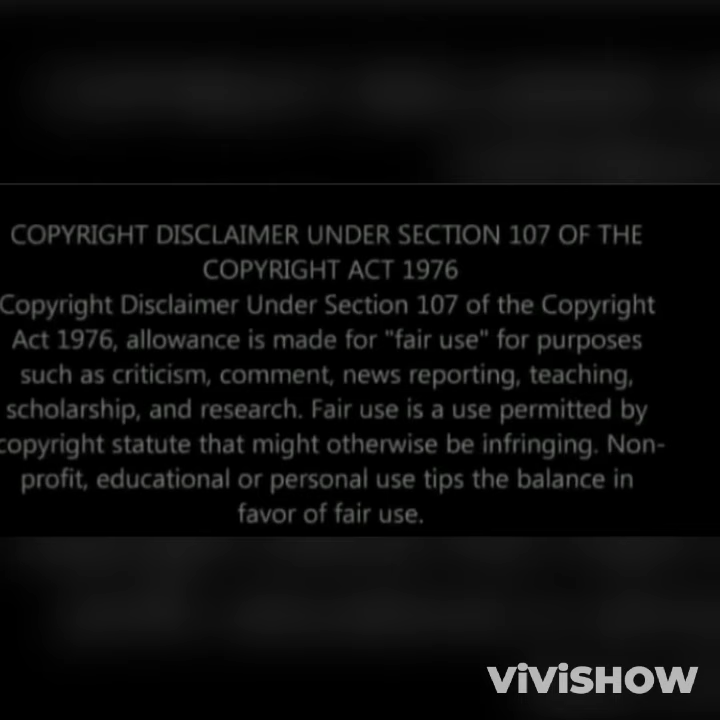 COPYRIGHT DISCLAIMER UNDER SECTION 107 OF THE
COPYRIGHT ACT 1976
Copyright Disclaimer Under Section 107 of the Copyright
Act 1976, allowance is made for "fair use" for purposes
such as criticism, comment, news reporting, teaching,
scholarship, and research. Fair use is a use permitted by
copyright statute that might otherwise be infringing. Non-
profit, educational or personal use tips the balance in
favor of fair use.
ViViSHOW